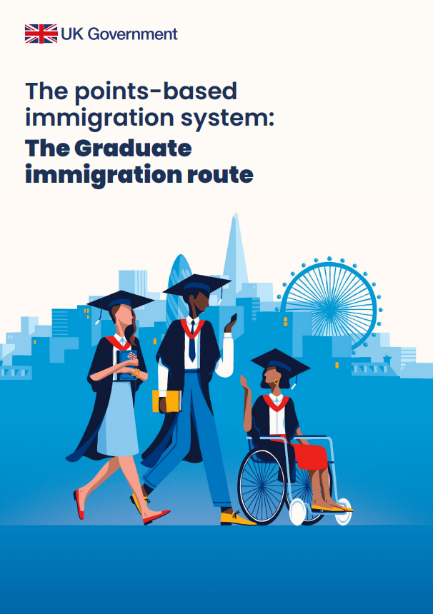 UK Government
The points-based
immigration system:
The Graduate
immigration route